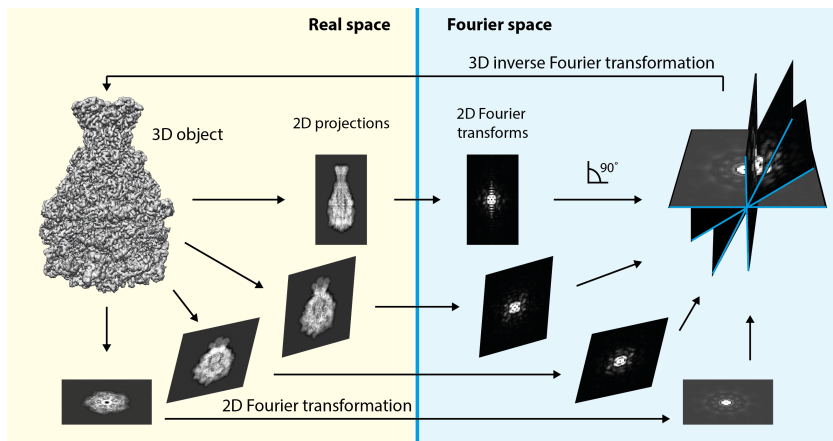 Real space
Fourier space
3D inverse Fourier transformation
3D object
2D projections
2D Fourier
transforms
90°
2D Fourier transformation